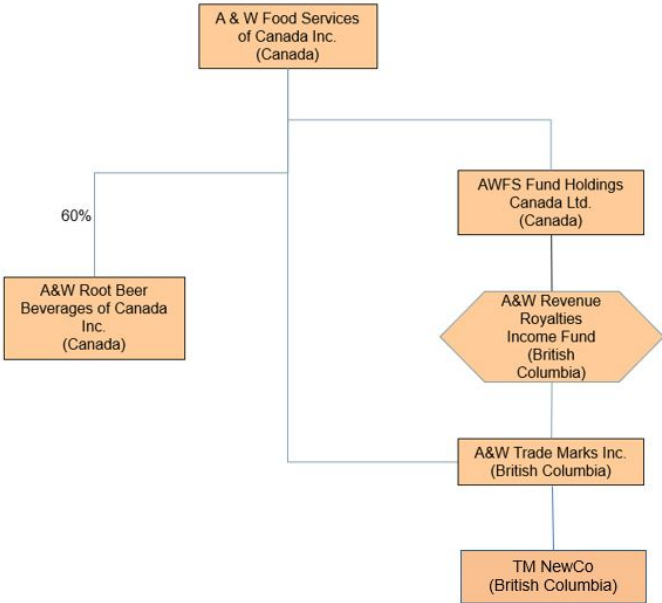 A & W Food Services
of Canada Inc.
(Canada)
AWFS Fund Holdings
Canada Ltd.
(Canada)
60%
A&W Root Beer
Beverages of Canada
Inc.
(Canada)
A&W Revenue
Royalties
Income Fund
(British
Columbia)
A&W Trade Marks Inc.
(British Columbia)
TM NewCo
(British Columbia)